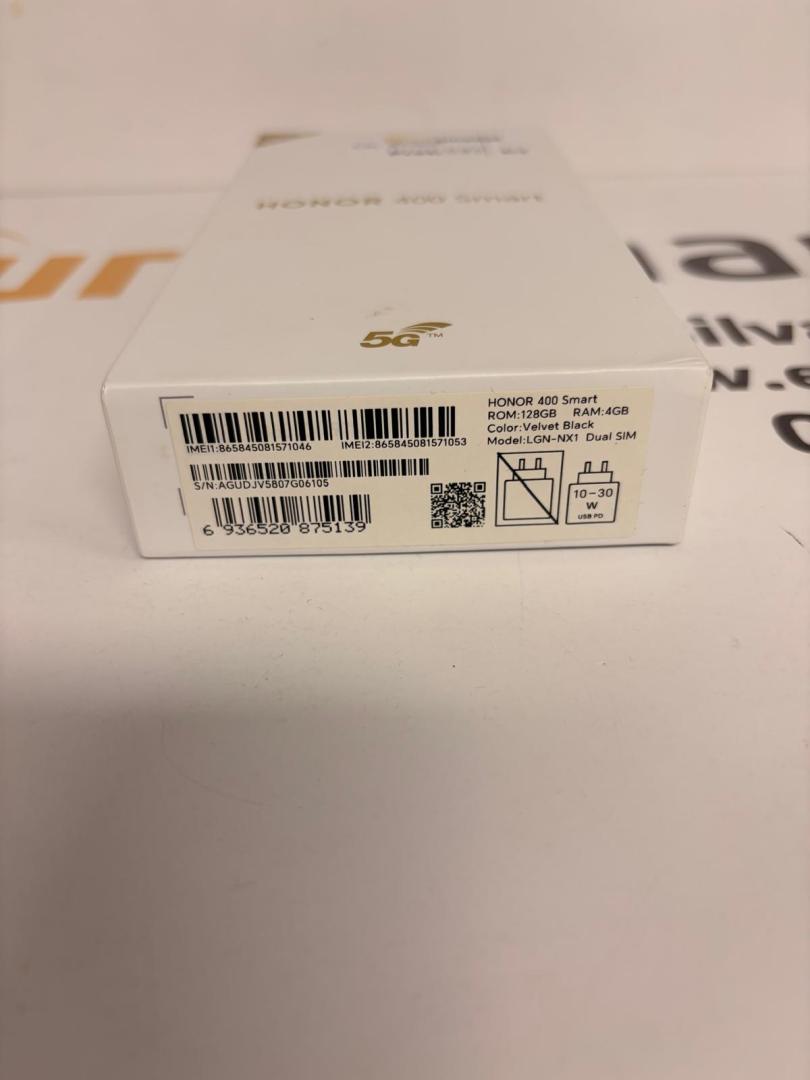 HONOR 400 Smart
5G™
HONOR 400 Smart
ROM:128GB RAM:4GB
Color:Velvet Black
Model:LGN-NX1 Dual SIM
IMEI1:865845081571046 IMEI2:865845081571053
S/N:AGUDJV5807G06105
6 936520 875139
10-30
W
USB PD